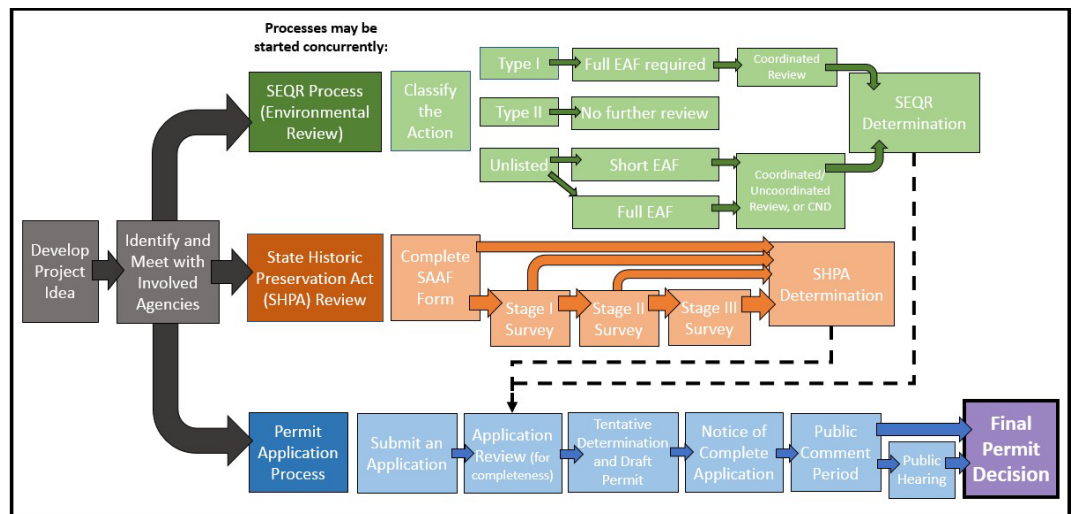 Processes may be
started concurrently:
SEQR Process
(Environmental
Review)
Classify
the
Action
Type I
Full EAF required
Coordinated
Review
Type II
No further review
SEQR
Determination
Unlisted
Short EAF
Full EAF
Coordinated/
Uncoordinated
Review, or CND
Develop
Project
Idea
Identify and
Meet with
Involved
Agencies
State Historic
Preservation Act
(SHPA) Review
Complete
SAAF
Form
Stage I
Survey
Stage II
Survey
Stage III
Survey
SHPA
Determination
Permit
Application
Process
Submit an
Application
Application
Review (for
completeness)
Tentative
Determination
and Draft
Permit
Notice of
Complete
Application
Public
Comment
Period
Public
Hearing
Final
Permit
Decision